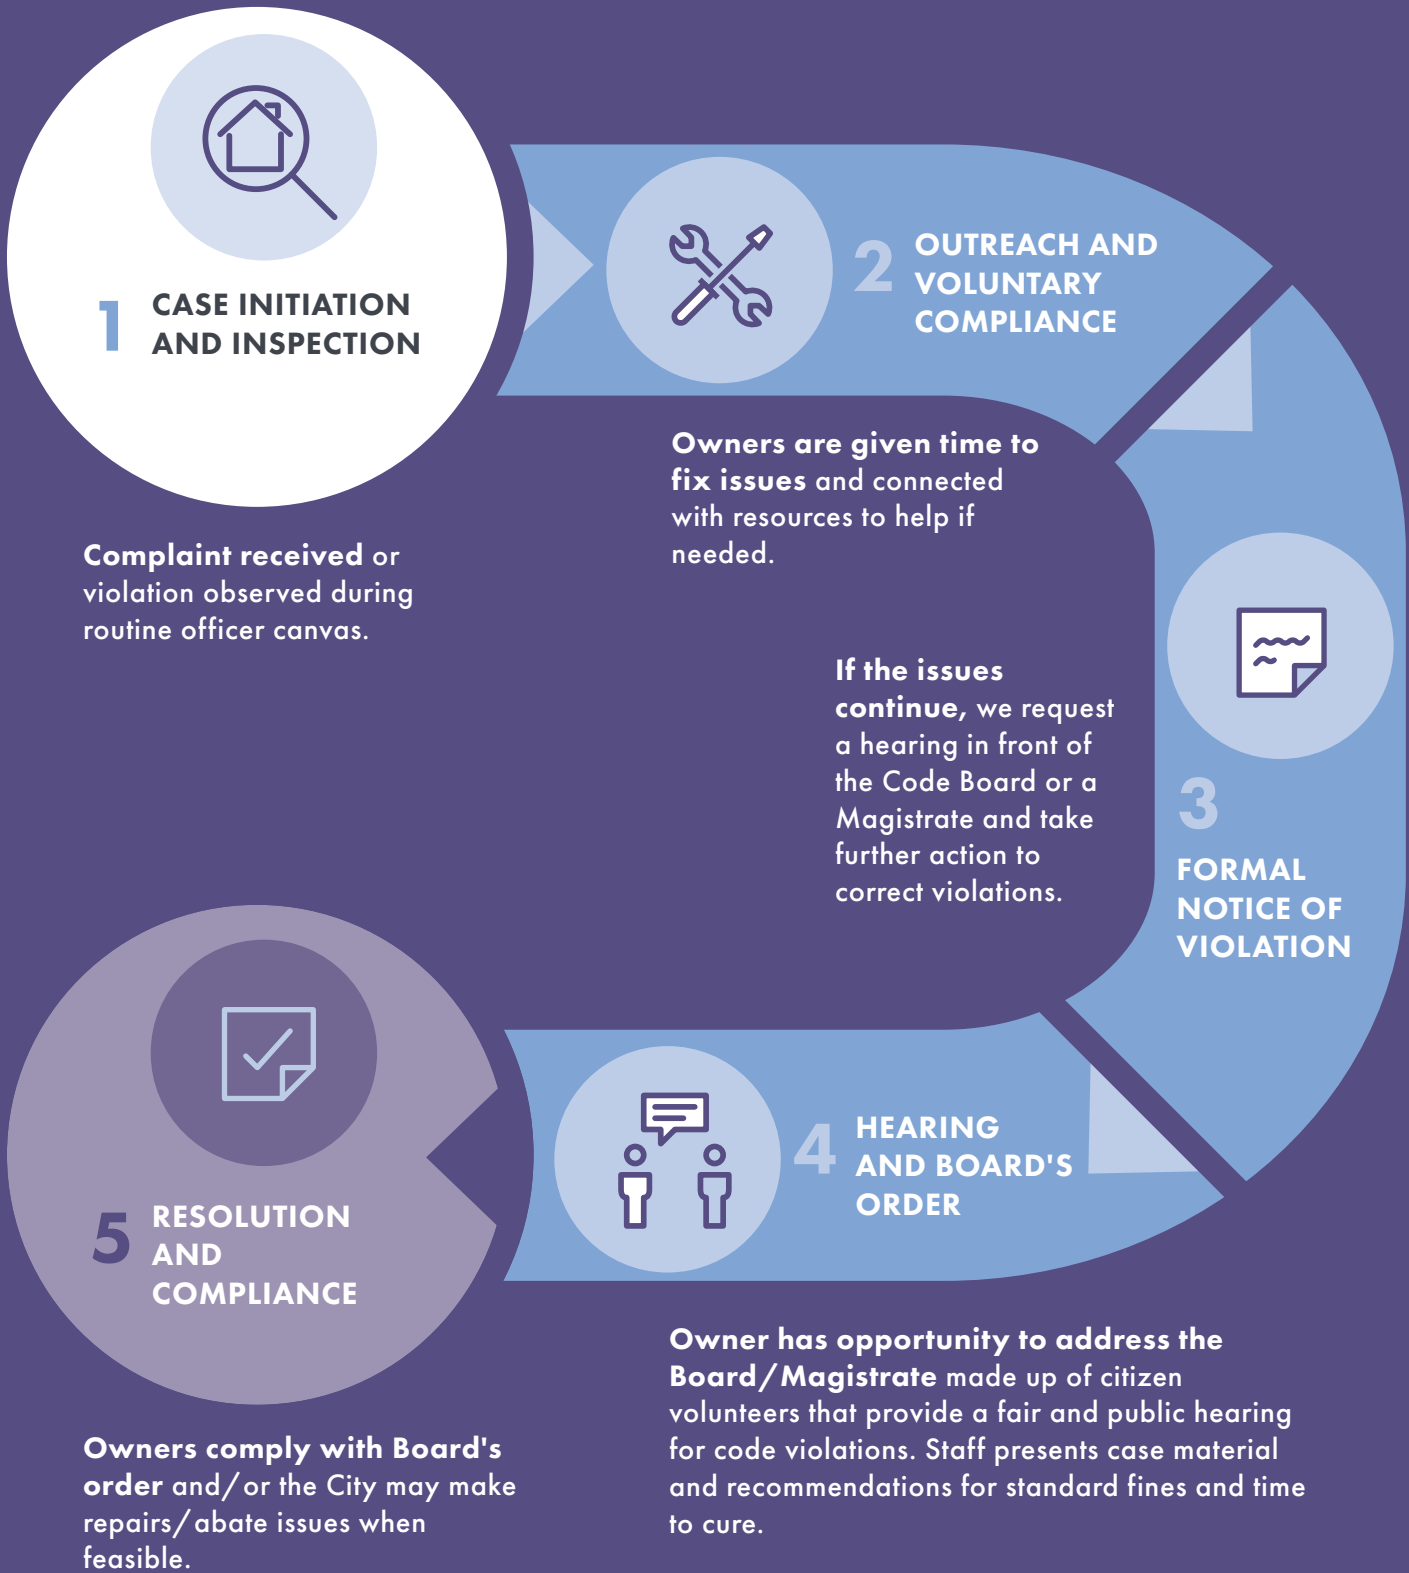 1
CASE INITIATION
AND INSPECTION
Complaint received or
violation observed during
routine officer canvas.
2
OUTREACH AND
VOLUNTARY
COMPLIANCE
Owners are given time to
fix issues and connected
with resources to help if
needed.
3
FORMAL
NOTICE OF
VIOLATION
If the issues
continue, we request
a hearing in front of
the Code Board or a
Magistrate and take
further action to
correct violations.
4
HEARING
AND BOARD'S
ORDER
Owner has opportunity to address the
Board/Magistrate made up of citizen
volunteers that provide a fair and public hearing
for code violations. Staff presents case material
and recommendations for standard fines and time
to cure.
5
RESOLUTION
AND
COMPLIANCE
Owners comply with Board's
order and/or the City may make
repairs/abate issues when
feasible.